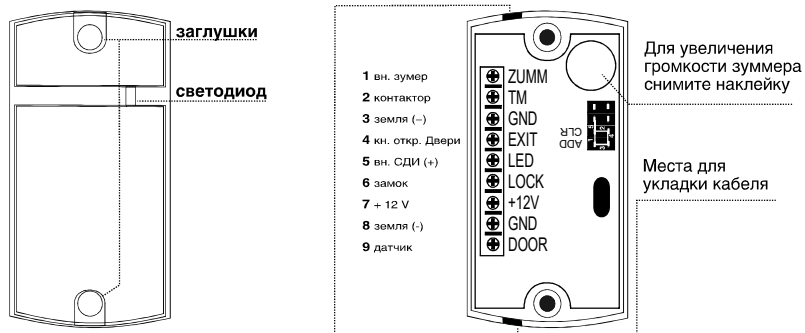 заглушки
светодиод
1 вн. зумер
2 контактор
3 земля (–)
4 кн. откр. Двери
5 вн. СДИ (+)
6 замок
7 + 12 V
8 земля (-)
9 датчик
ZUMM
TM
GND
EXIT
LED
LOCK
+12V
GND
DOOR
ADD
CLR
Для увеличения
громкости зуммера
снимите наклейку
Места для
укладки кабеля